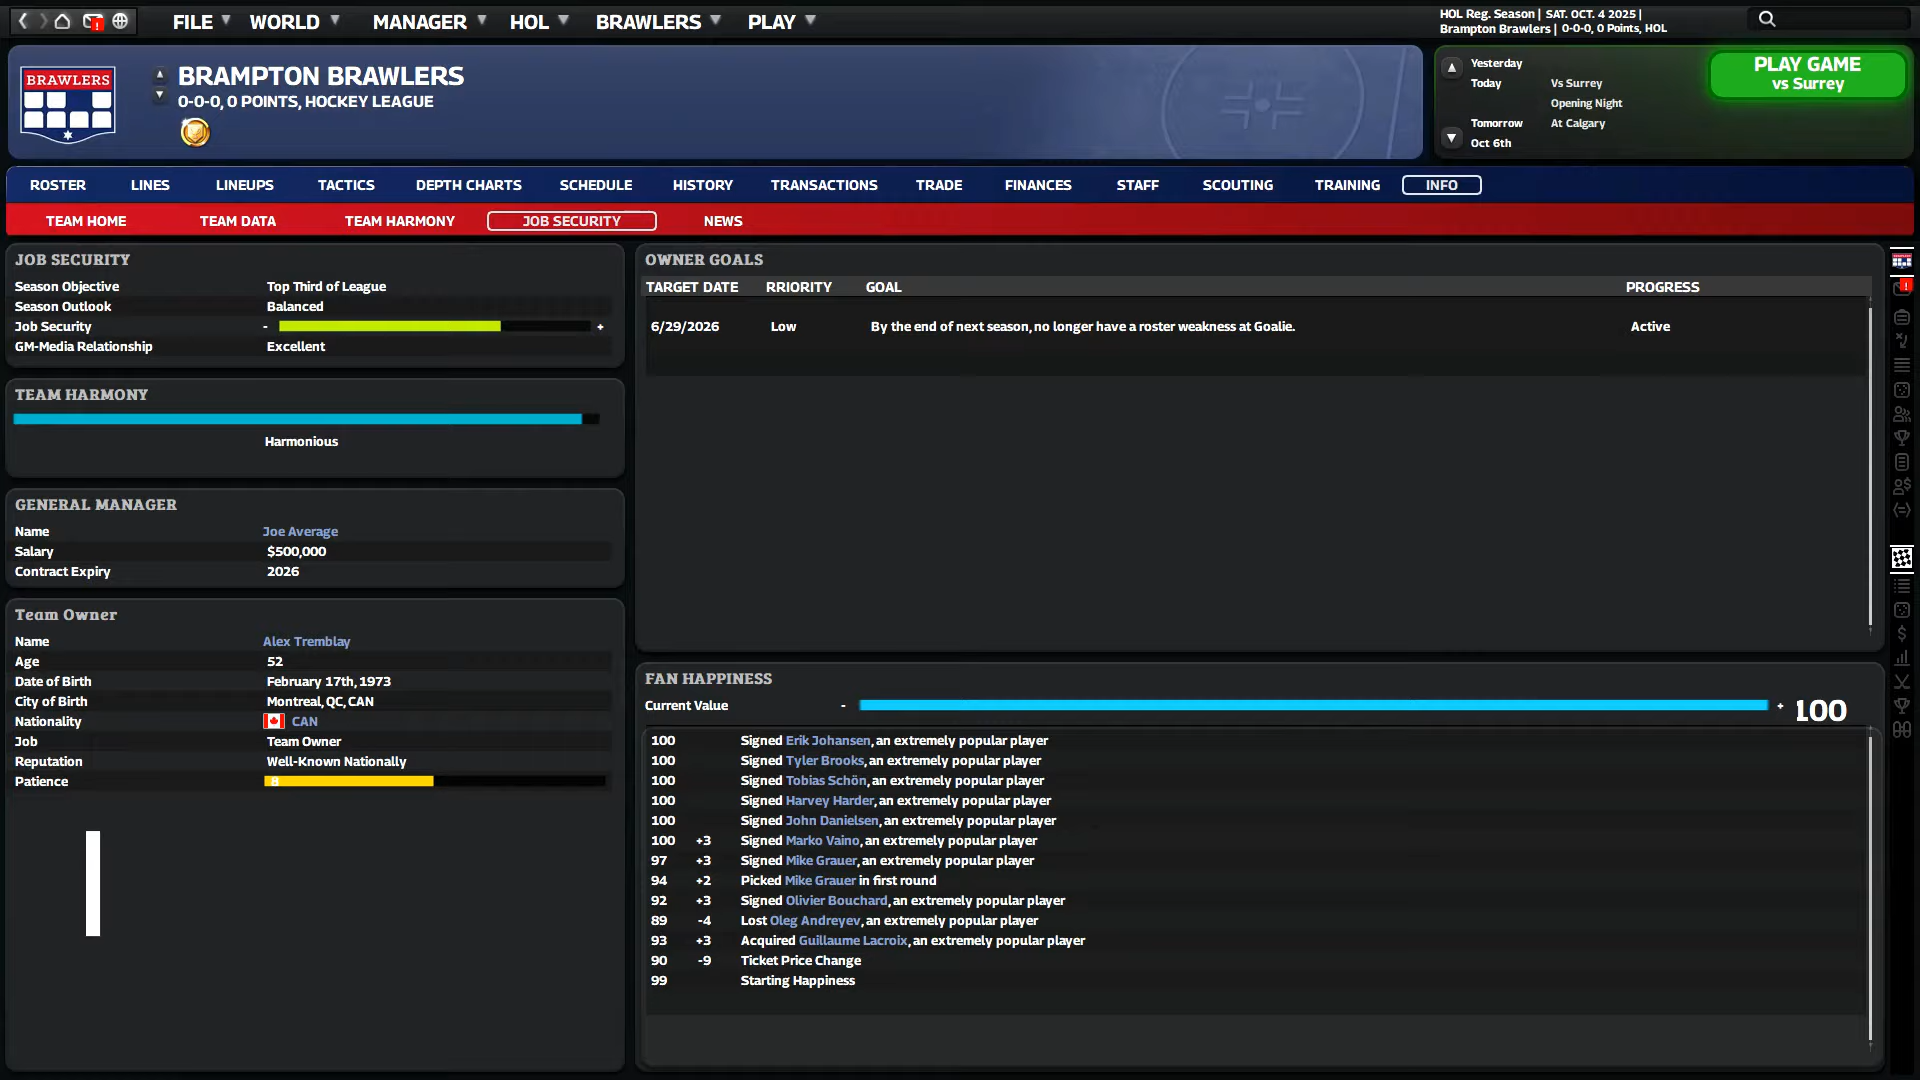 FILE WORLD MANAGER HOL BRAWLERS PLAY
HOL Reg. Season | SAT. OCT. 4 2025 |
Brampton Brawlers | 0-0-0, 0 Points, HOL
BRAWLERS
BRAMPTON BRAWLERS
0-0-0, 0 POINTS, HOCKEY LEAGUE
Yesterday
Today Vs Surrey
Opening Night
Tomorrow At Calgary
Oct 6th
PLAY GAME
vs Surrey
ROSTER LINES LINEUPS TACTICS DEPTH CHARTS SCHEDULE HISTORY TRANSACTIONS TRADE FINANCES STAFF SCOUTING TRAINING INFO
TEAM HOME TEAM DATA TEAM HARMONY JOB SECURITY NEWS
JOB SECURITY
Season Objective Top Third of League
Season Outlook Balanced
Job Security - +
GM-Media Relationship Excellent
TEAM HARMONY
Harmonious
GENERAL MANAGER
Name Joe Average
Salary $500,000
Contract Expiry 2026
Team Owner
Name Alex Tremblay
Age 52
Date of Birth February 17th, 1973
City of Birth Montreal, QC, CAN
Nationality CAN
Job Team Owner
Reputation Well-Known Nationally
Patience 8
OWNER GOALS
TARGET DATE RRIORITY GOAL PROGRESS
6/29/2026 Low By the end of next season, no longer have a roster weakness at Goalie. Active
FAN HAPPINESS
Current Value - + 100
100 Signed Erik Johansen, an extremely popular player
100 Signed Tyler Brooks, an extremely popular player
100 Signed Tobias Schön, an extremely popular player
100 Signed Harvey Harder, an extremely popular player
100 Signed John Danielsen, an extremely popular player
100 +3 Signed Marko Vaino, an extremely popular player
97 +3 Signed Mike Grauer, an extremely popular player
94 +2 Picked Mike Grauer in first round
92 +3 Signed Olivier Bouchard, an extremely popular player
89 -4 Lost Oleg Andreyev, an extremely popular player
93 +3 Acquired Guillaume Lacroix, an extremely popular player
90 -9 Ticket Price Change
99 Starting Happiness